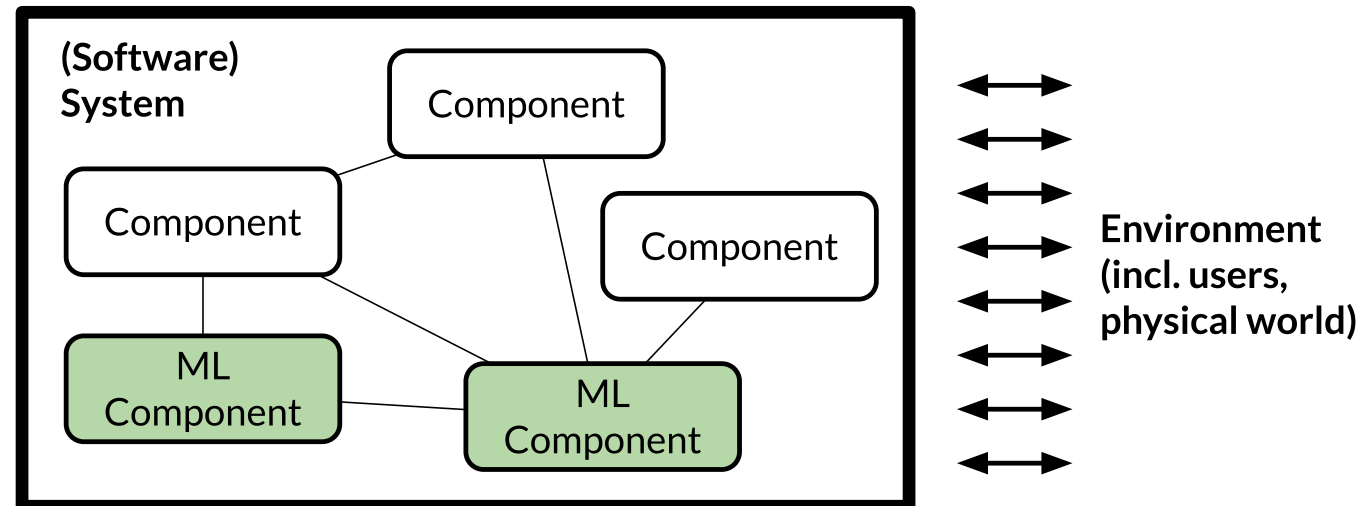 (Software)
System
Component
Component
Component
ML
Component
ML
Component
Environment
(incl. users,
physical world)